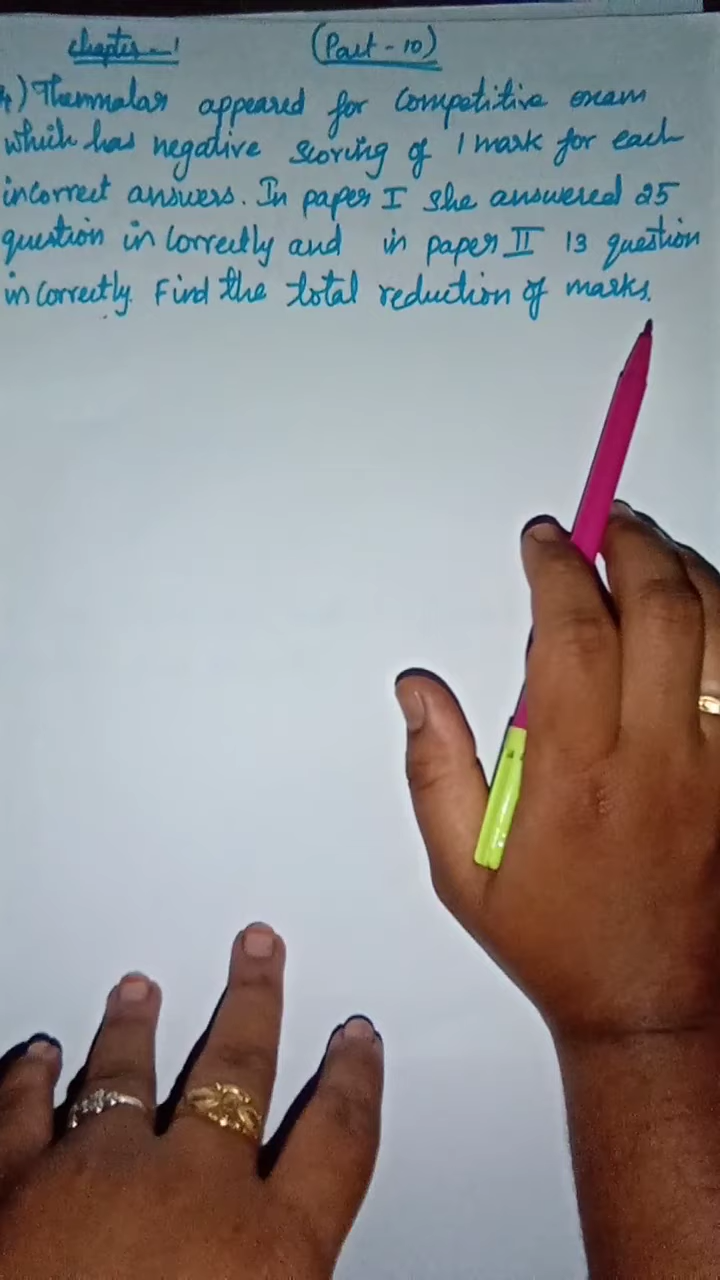 Chapter-1 (Part-10)
4) Thenmalar appeared for competitive exam
which has negative scoring of 1 mark for each
incorrect answers. In paper I she answered 25
question incorrectly and in paper II 13 question
incorrectly. Find the total reduction of marks.